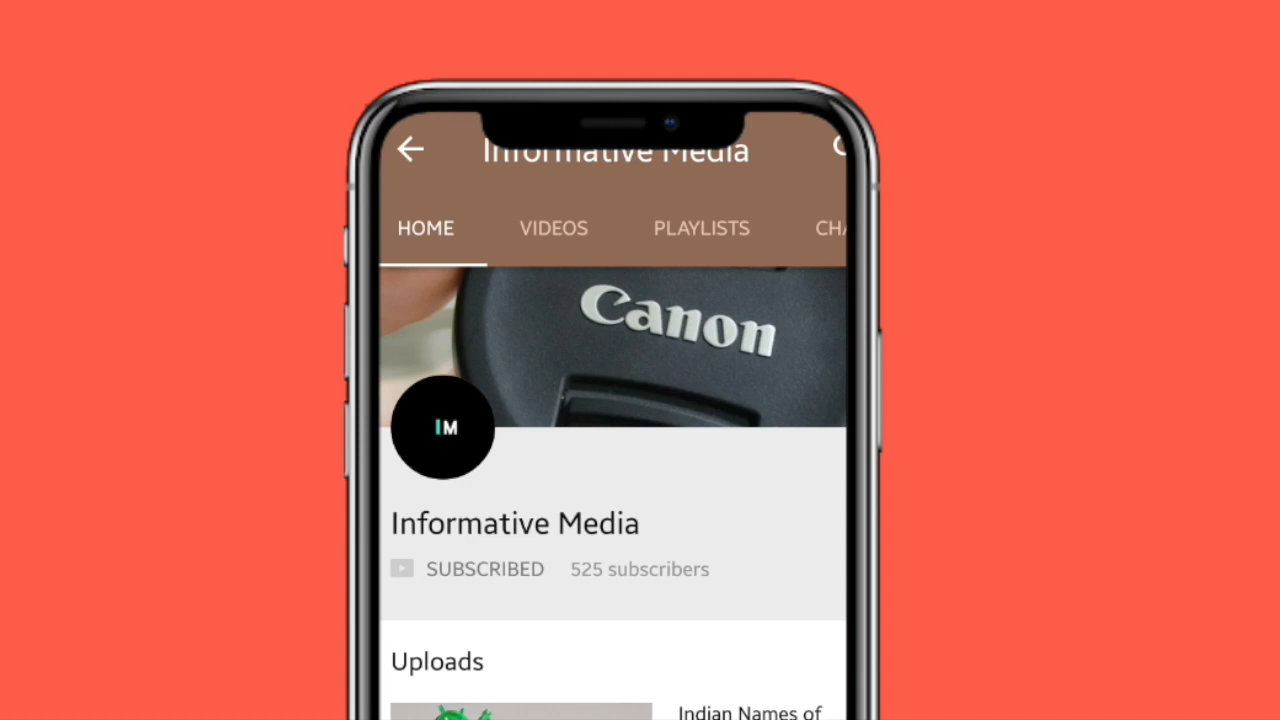 Informative Media
HOME VIDEOS PLAYLISTS
Canon
IM
Informative Media
SUBSCRIBED 525 subscribers
Uploads
Indian Names of